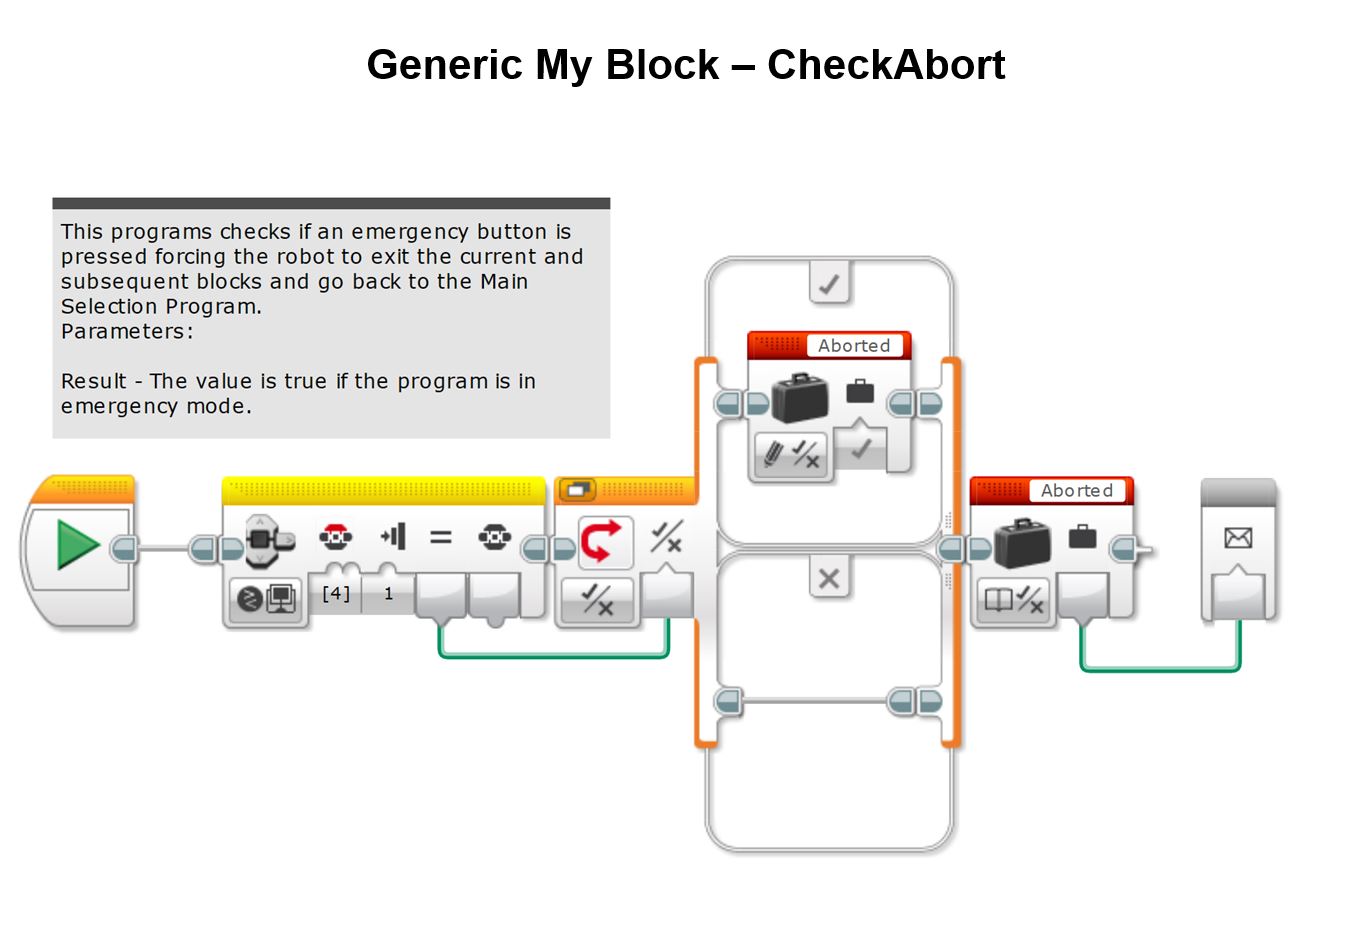 Generic My Block – CheckAbort
This programs checks if an emergency button is
pressed forcing the robot to exit the current and
subsequent blocks and go back to the Main
Selection Program.
Parameters:
Result - The value is true if the program is in
emergency mode.
Aborted
Aborted
[4]
1
=